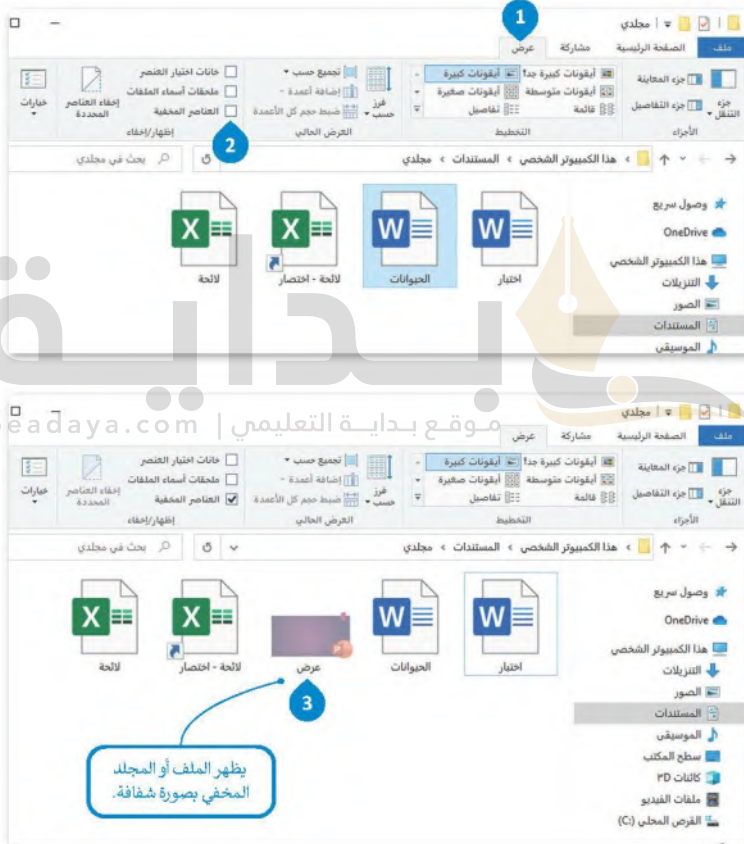 1
مجلدي
ملف الصفحة الرئيسية مشاركة عرض
جزء التنقل
جزء المعاينة
جزء التفاصيل
الأجزاء
أيقونات كبيرة جدًا أيقونات كبيرة
أيقونات متوسطة أيقونات صغيرة
قائمة تفاصيل
التخطيط
فرز حسب
تجميع حسب
إضافة أعمدة
ضبط حجم كل الأعمدة
العرض الحالي
خانات اختيار العنصر
ملحقات أسماء الملفات
العناصر المخفية
إخفاء العناصر المحددة
إظهار/إخفاء
خيارات
2
هذا الكمبيوتر الشخصي › المستندات › مجلدي
بحث في مجلدي
وصول سريع
OneDrive
هذا الكمبيوتر الشخصي
التنزيلات
الصور
المستندات
الموسيقى
اختبار
الحيوانات
لائحة - اختصار
لائحة
بـدايـة
موقع بداية التعليمي | beadaya.com
مجلدي
ملف الصفحة الرئيسية مشاركة عرض
جزء التنقل
جزء المعاينة
جزء التفاصيل
الأجزاء
أيقونات كبيرة جدًا أيقونات كبيرة
أيقونات متوسطة أيقونات صغيرة
قائمة تفاصيل
التخطيط
فرز حسب
تجميع حسب
إضافة أعمدة
ضبط حجم كل الأعمدة
العرض الحالي
خانات اختيار العنصر
ملحقات أسماء الملفات
العناصر المخفية
إخفاء العناصر المحددة
إظهار/إخفاء
خيارات
هذا الكمبيوتر الشخصي › المستندات › مجلدي
بحث في مجلدي
وصول سريع
OneDrive
هذا الكمبيوتر الشخصي
التنزيلات
الصور
المستندات
الموسيقى
سطح المكتب
كائنات ٣D
ملفات الفيديو
القرص المحلي (C:)
اختبار
الحيوانات
عرض
لائحة - اختصار
لائحة
3
يظهر الملف أو المجلد
المخفي بصورة شفافة.